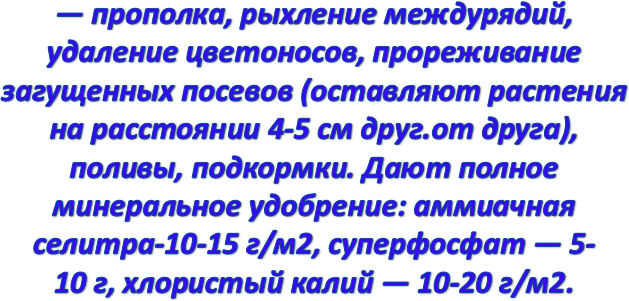 — прополка, рыхление междурядий,
удаление цветоносов, прореживание
загущенных посевов (оставляют растения
на расстоянии 4-5 см друг.от друга),
поливы, подкормки. Дают полное
минеральное удобрение: аммиачная
селитра-10-15 г/м2, суперфосфат — 5-
10 г, хлористый калий — 10-20 г/м2.